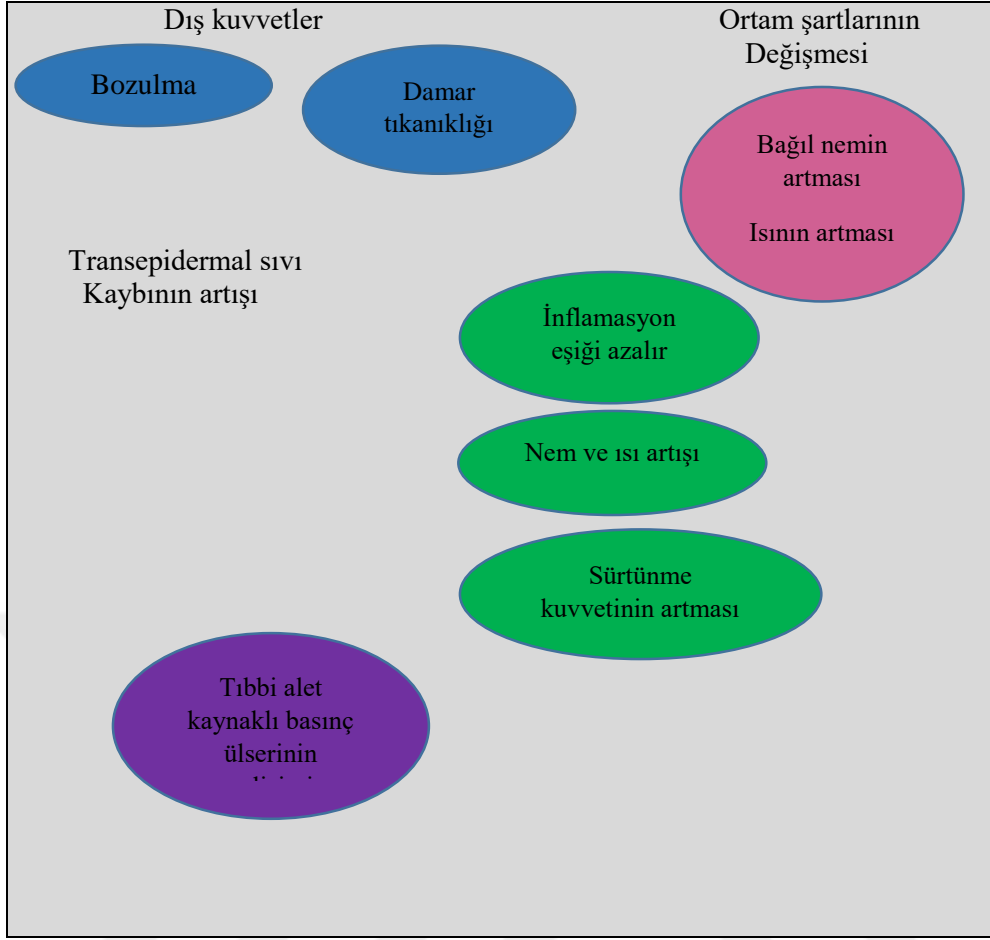 Dış kuvvetler
Ortam şartlarının
Değişmesi
Bozulma
Damar
tıkanıklığı
Bağıl nemin
artması
Isının artması
Transepidermal sıvı
Kaybının artışı
İnflamasyon
eşiği azalır
Nem ve ısı artışı
Sürtünme
kuvvetinin artması
Tıbbi alet
kaynaklı basınç
ülserinin